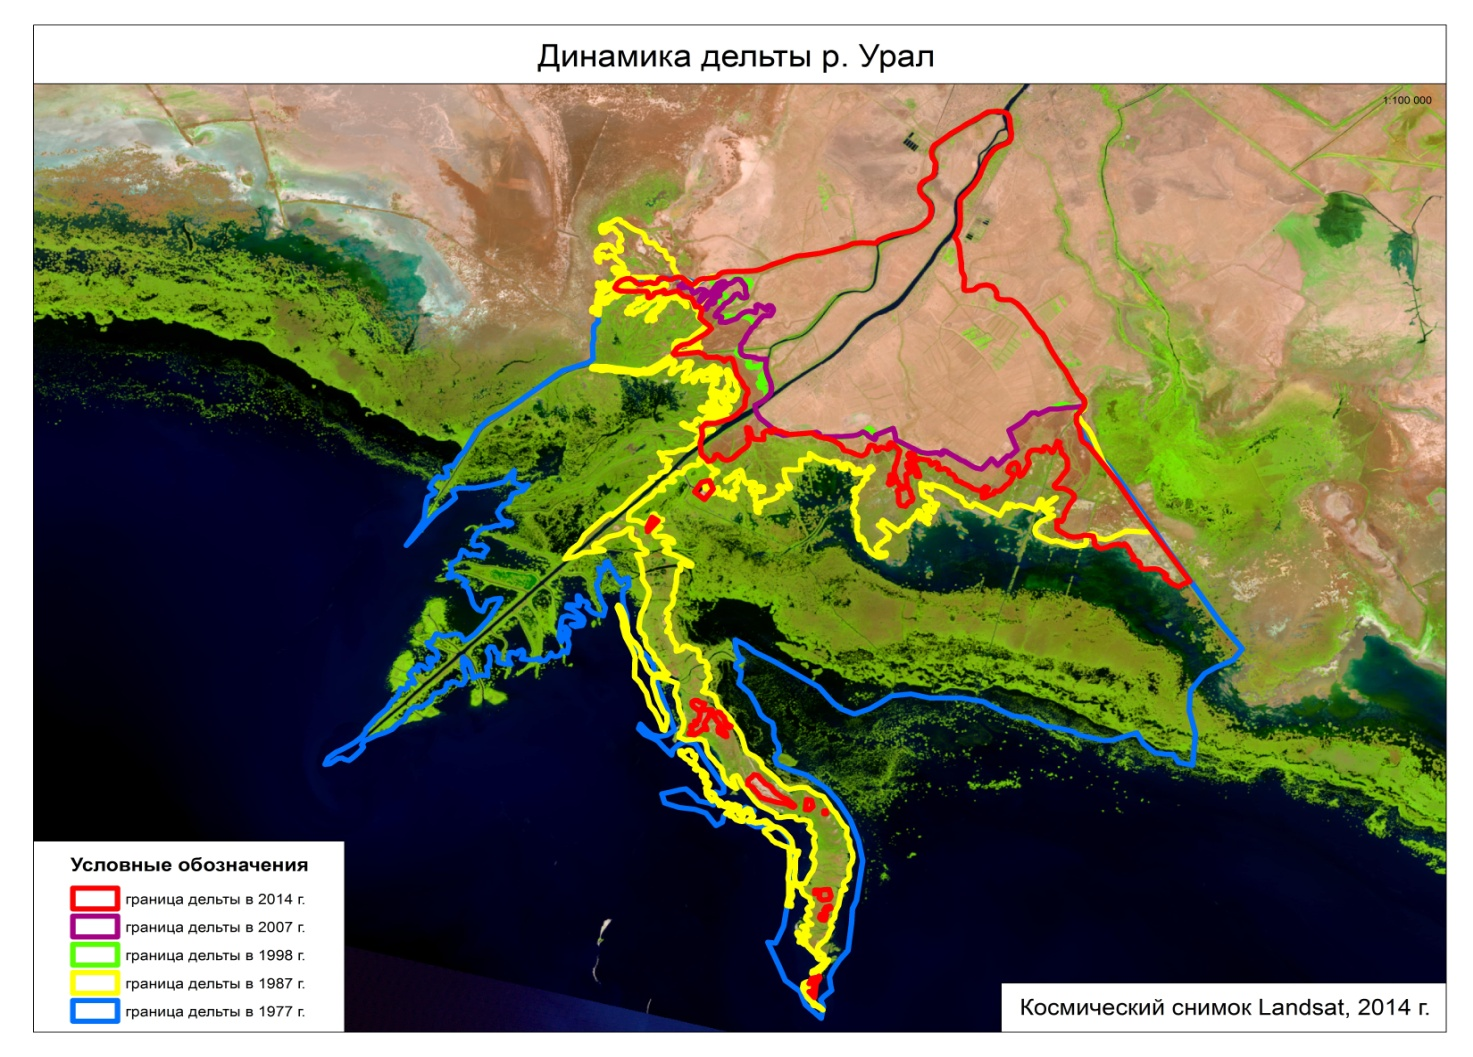 Динамика дельты р. Урал
1:100 000
Условные обозначения
граница дельты в 2014 г.
граница дельты в 2007 г.
граница дельты в 1998 г.
граница дельты в 1987 г.
граница дельты в 1977 г.
Космический снимок Landsat, 2014 г.